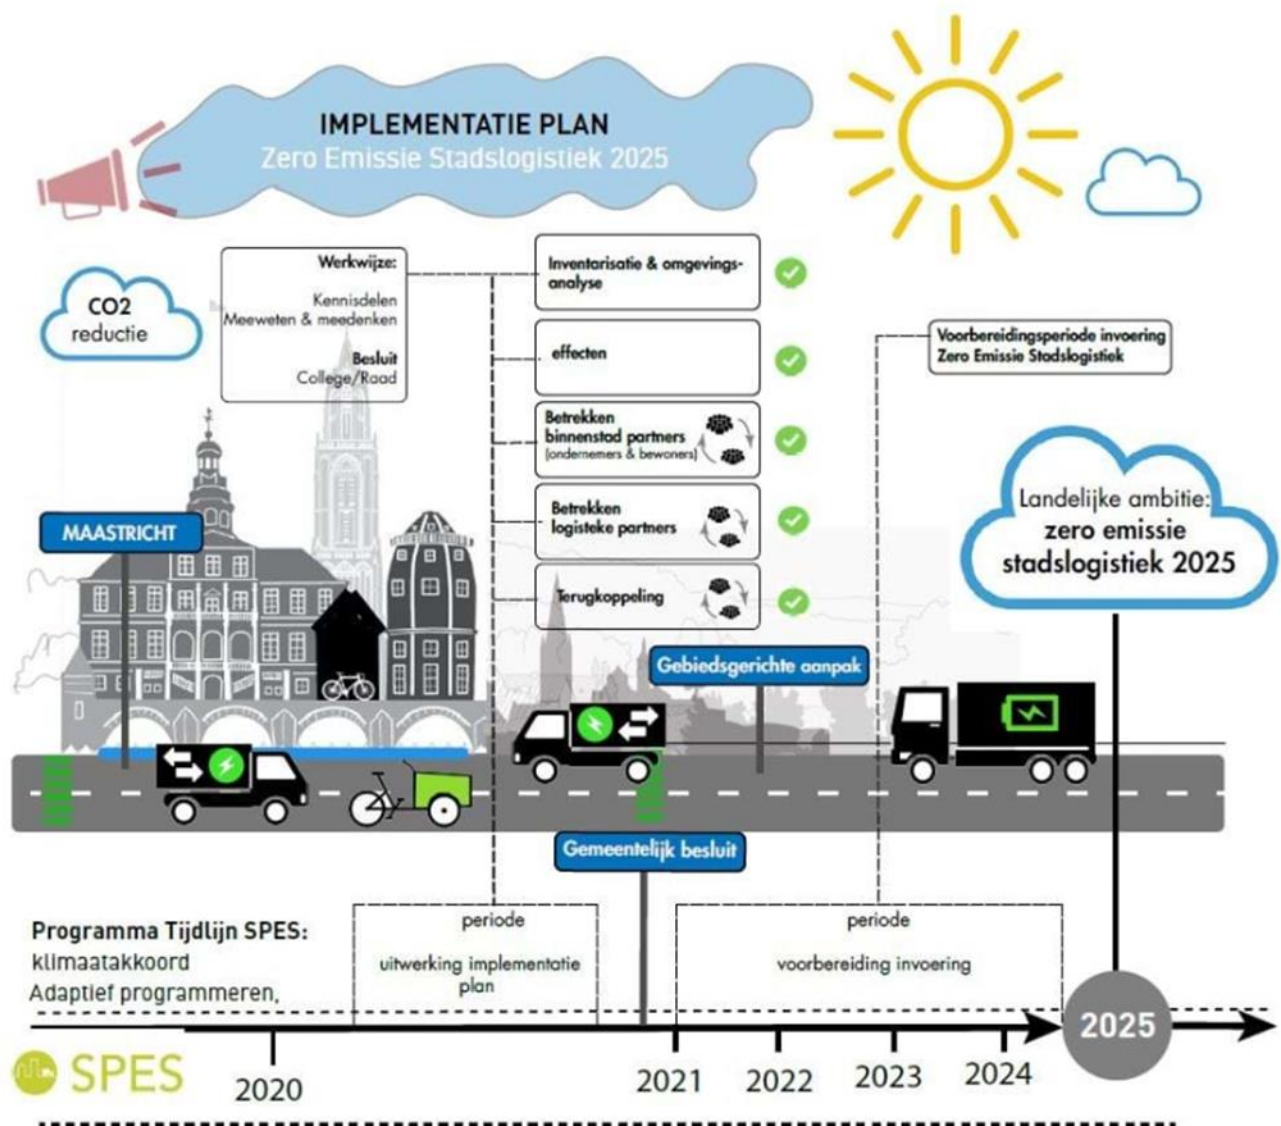 IMPLEMENTATIE PLAN
Zero Emissie Stadslogistiek 2025
CO2
reductie
Werkwijze:
Kennisdelen
Meeweten & meedenken
Besluit
College/Raad
Inventarisatie & omgevings-
analyse
effecten
Betrekken
binnenstad partners
(ondernemers & bewoners)
Betrekken
logisteke partners
Terugkoppeling
Voorbereidingsperiode invoering
Zero Emissie Stadslogistiek
Landelijke ambitie:
zero emissie
stadslogistiek 2025
MAASTRICHT
Gebiedsgerichte aanpak
Gemeentelijk besluit
Programma Tijdlijn SPES:
klimaatakkoord
Adaptief programmeren,
periode
uitwerking implementatie
plan
periode
voorbereiding invoering
SPES
2020
2021
2022
2023
2024
2025